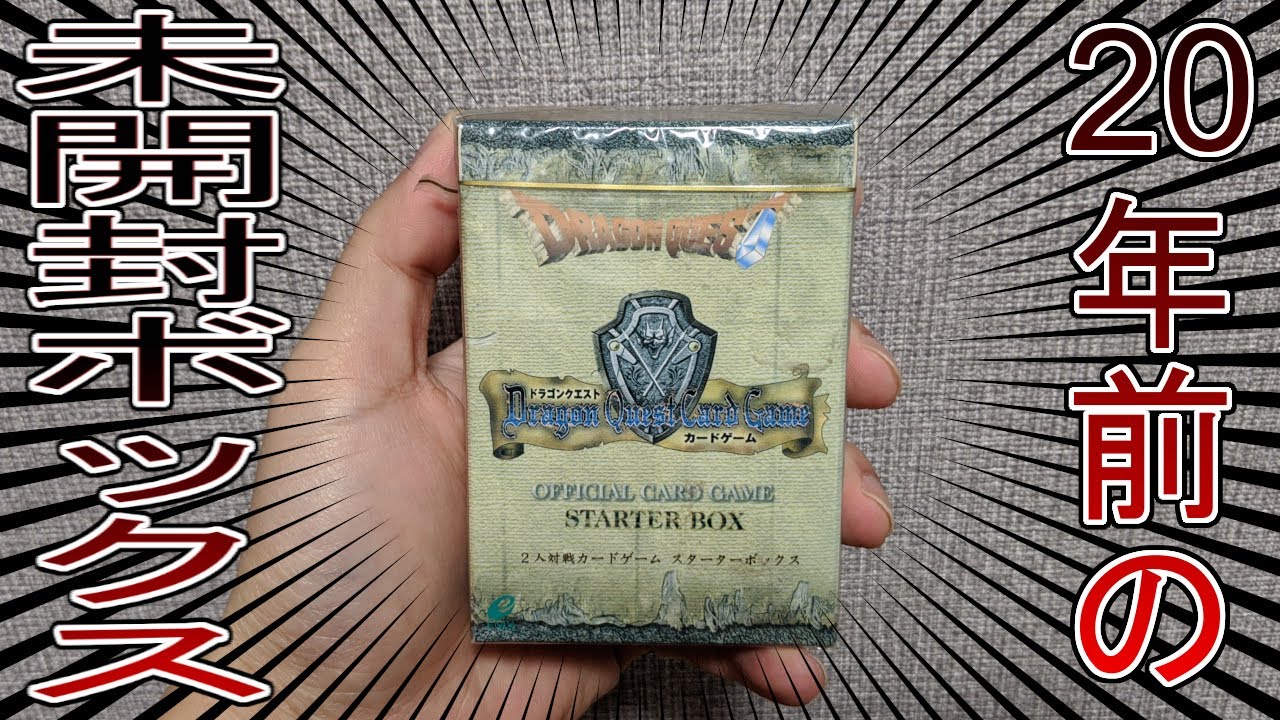 20年前の
未開封ボックス
DRAGON QUEST
ドラゴンクエスト
Dragon Quest Card Game
カードゲーム
OFFICIAL CARD GAME
STARTER BOX
2人対戦カードゲーム スターターボックス